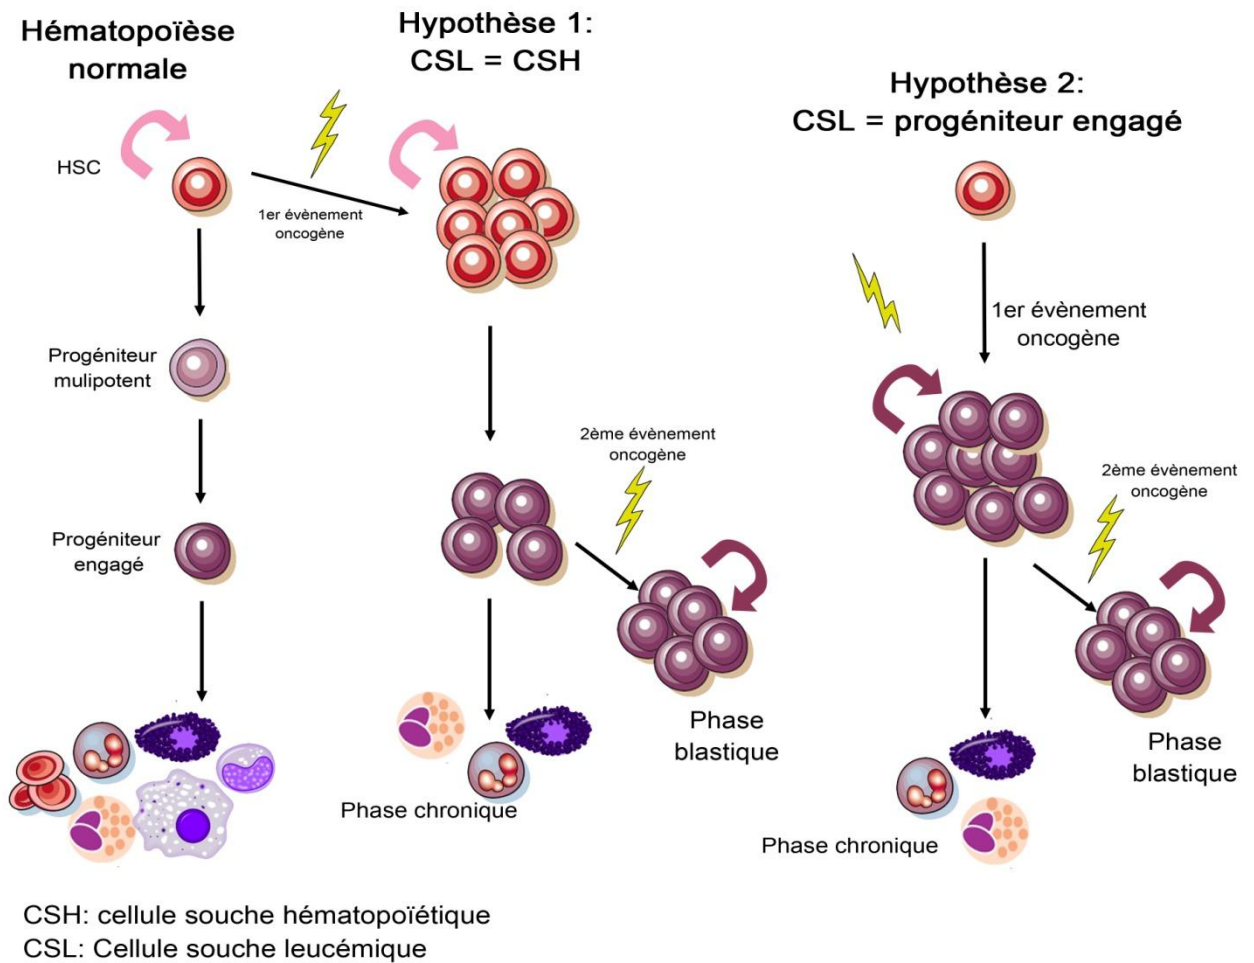 Hématopoïèse
normale
HSC
Progéniteur
mulipotent
Progéniteur
engagé
Hypothèse 1:
CSL = CSH
1er évènement
oncogène
2ème évènement
oncogène
Phase
blastique
Phase chronique
Hypothèse 2:
CSL = progéniteur engagé
1er évènement
oncogène
2ème évènement
oncogène
Phase
blastique
Phase chronique
CSH: cellule souche hématopoïétique
CSL: Cellule souche leucémique